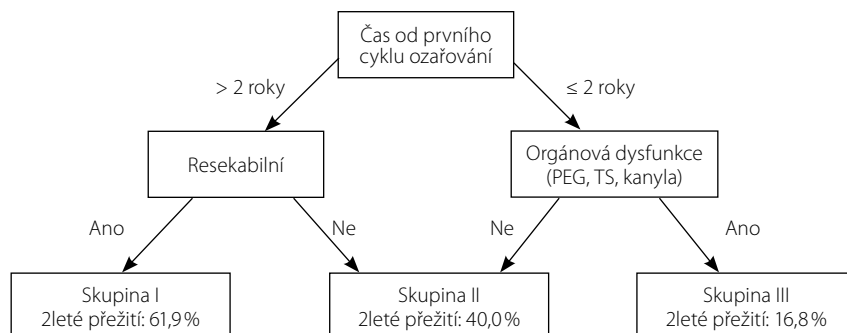 Čas od prvního
cyklu ozařování
> 2 roky
≤ 2 roky
Resekabilní
Orgánová dysfunkce
(PEG, TS, kanyla)
Ano
Ne
Ne
Ano
Skupina I
2leté přežití: 61,9 %
Skupina II
2leté přežití: 40,0 %
Skupina III
2leté přežití: 16,8 %